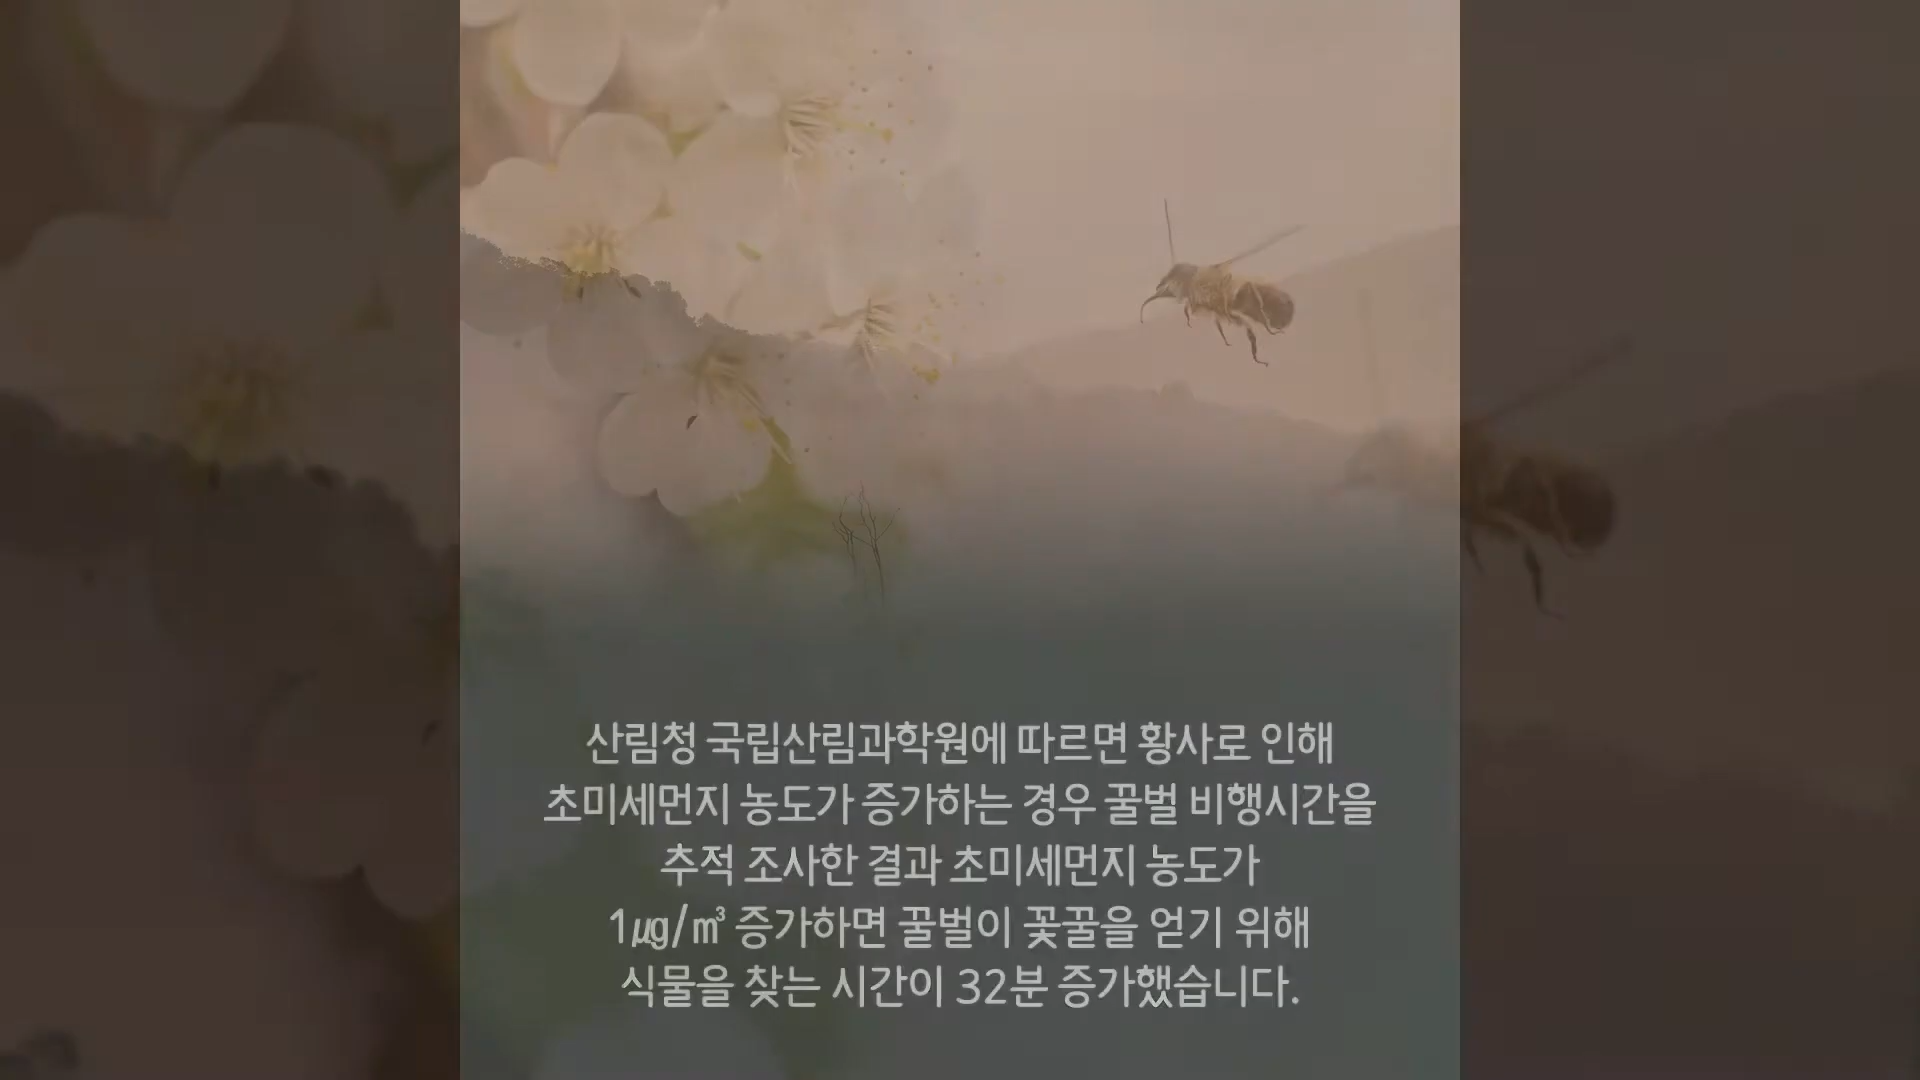 산림청 국립산림과학원에 따르면 황사로 인해
초미세먼지 농도가 증가하는 경우 꿀벌 비행시간을
추적 조사한 결과 초미세먼지 농도가
1㎍/㎥ 증가하면 꿀벌이 꽃꿀을 얻기 위해
식물을 찾는 시간이 32분 증가했습니다.